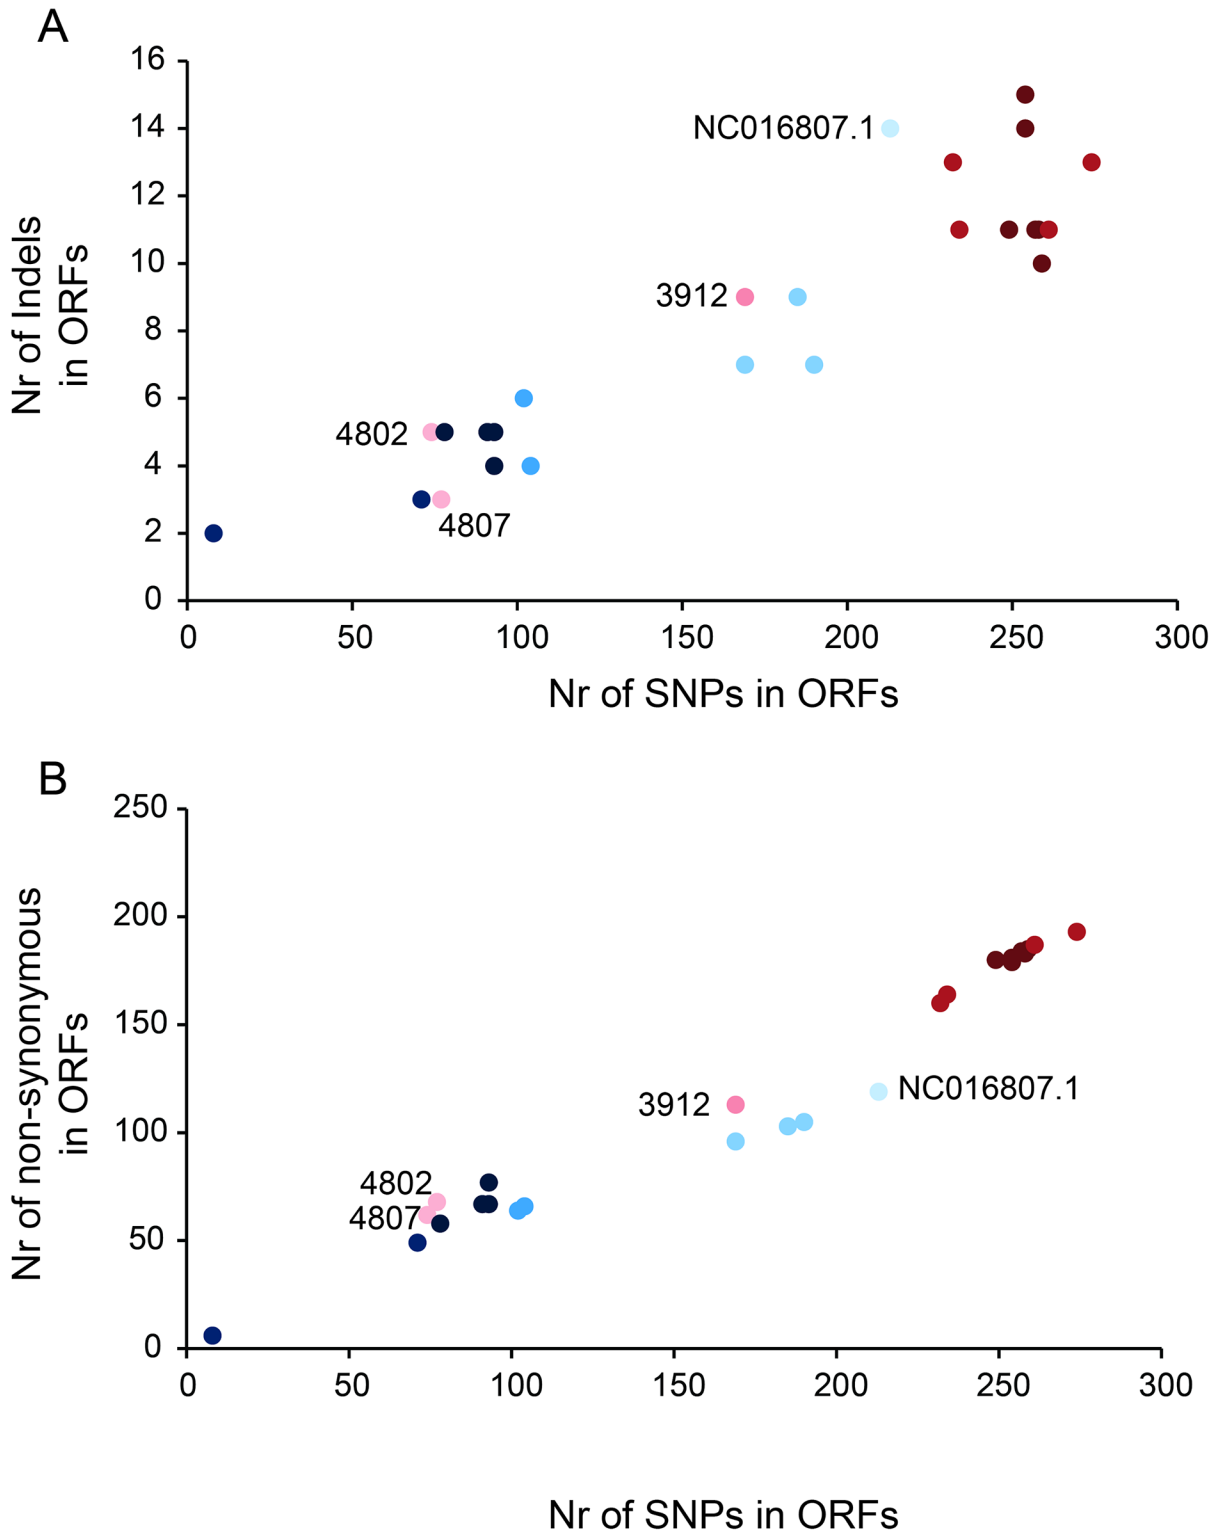 A
16
14
12
10
8
6
4
2
0
Nr of Indels
in ORFs
NC016807.1
3912
4802
4807
0 50 100 150 200 250 300
Nr of SNPs in ORFs
B
250
200
150
100
50
0
Nr of non-synonymous
in ORFs
NC016807.1
3912
4802
4807
0 50 100 150 200 250 300
Nr of SNPs in ORFs